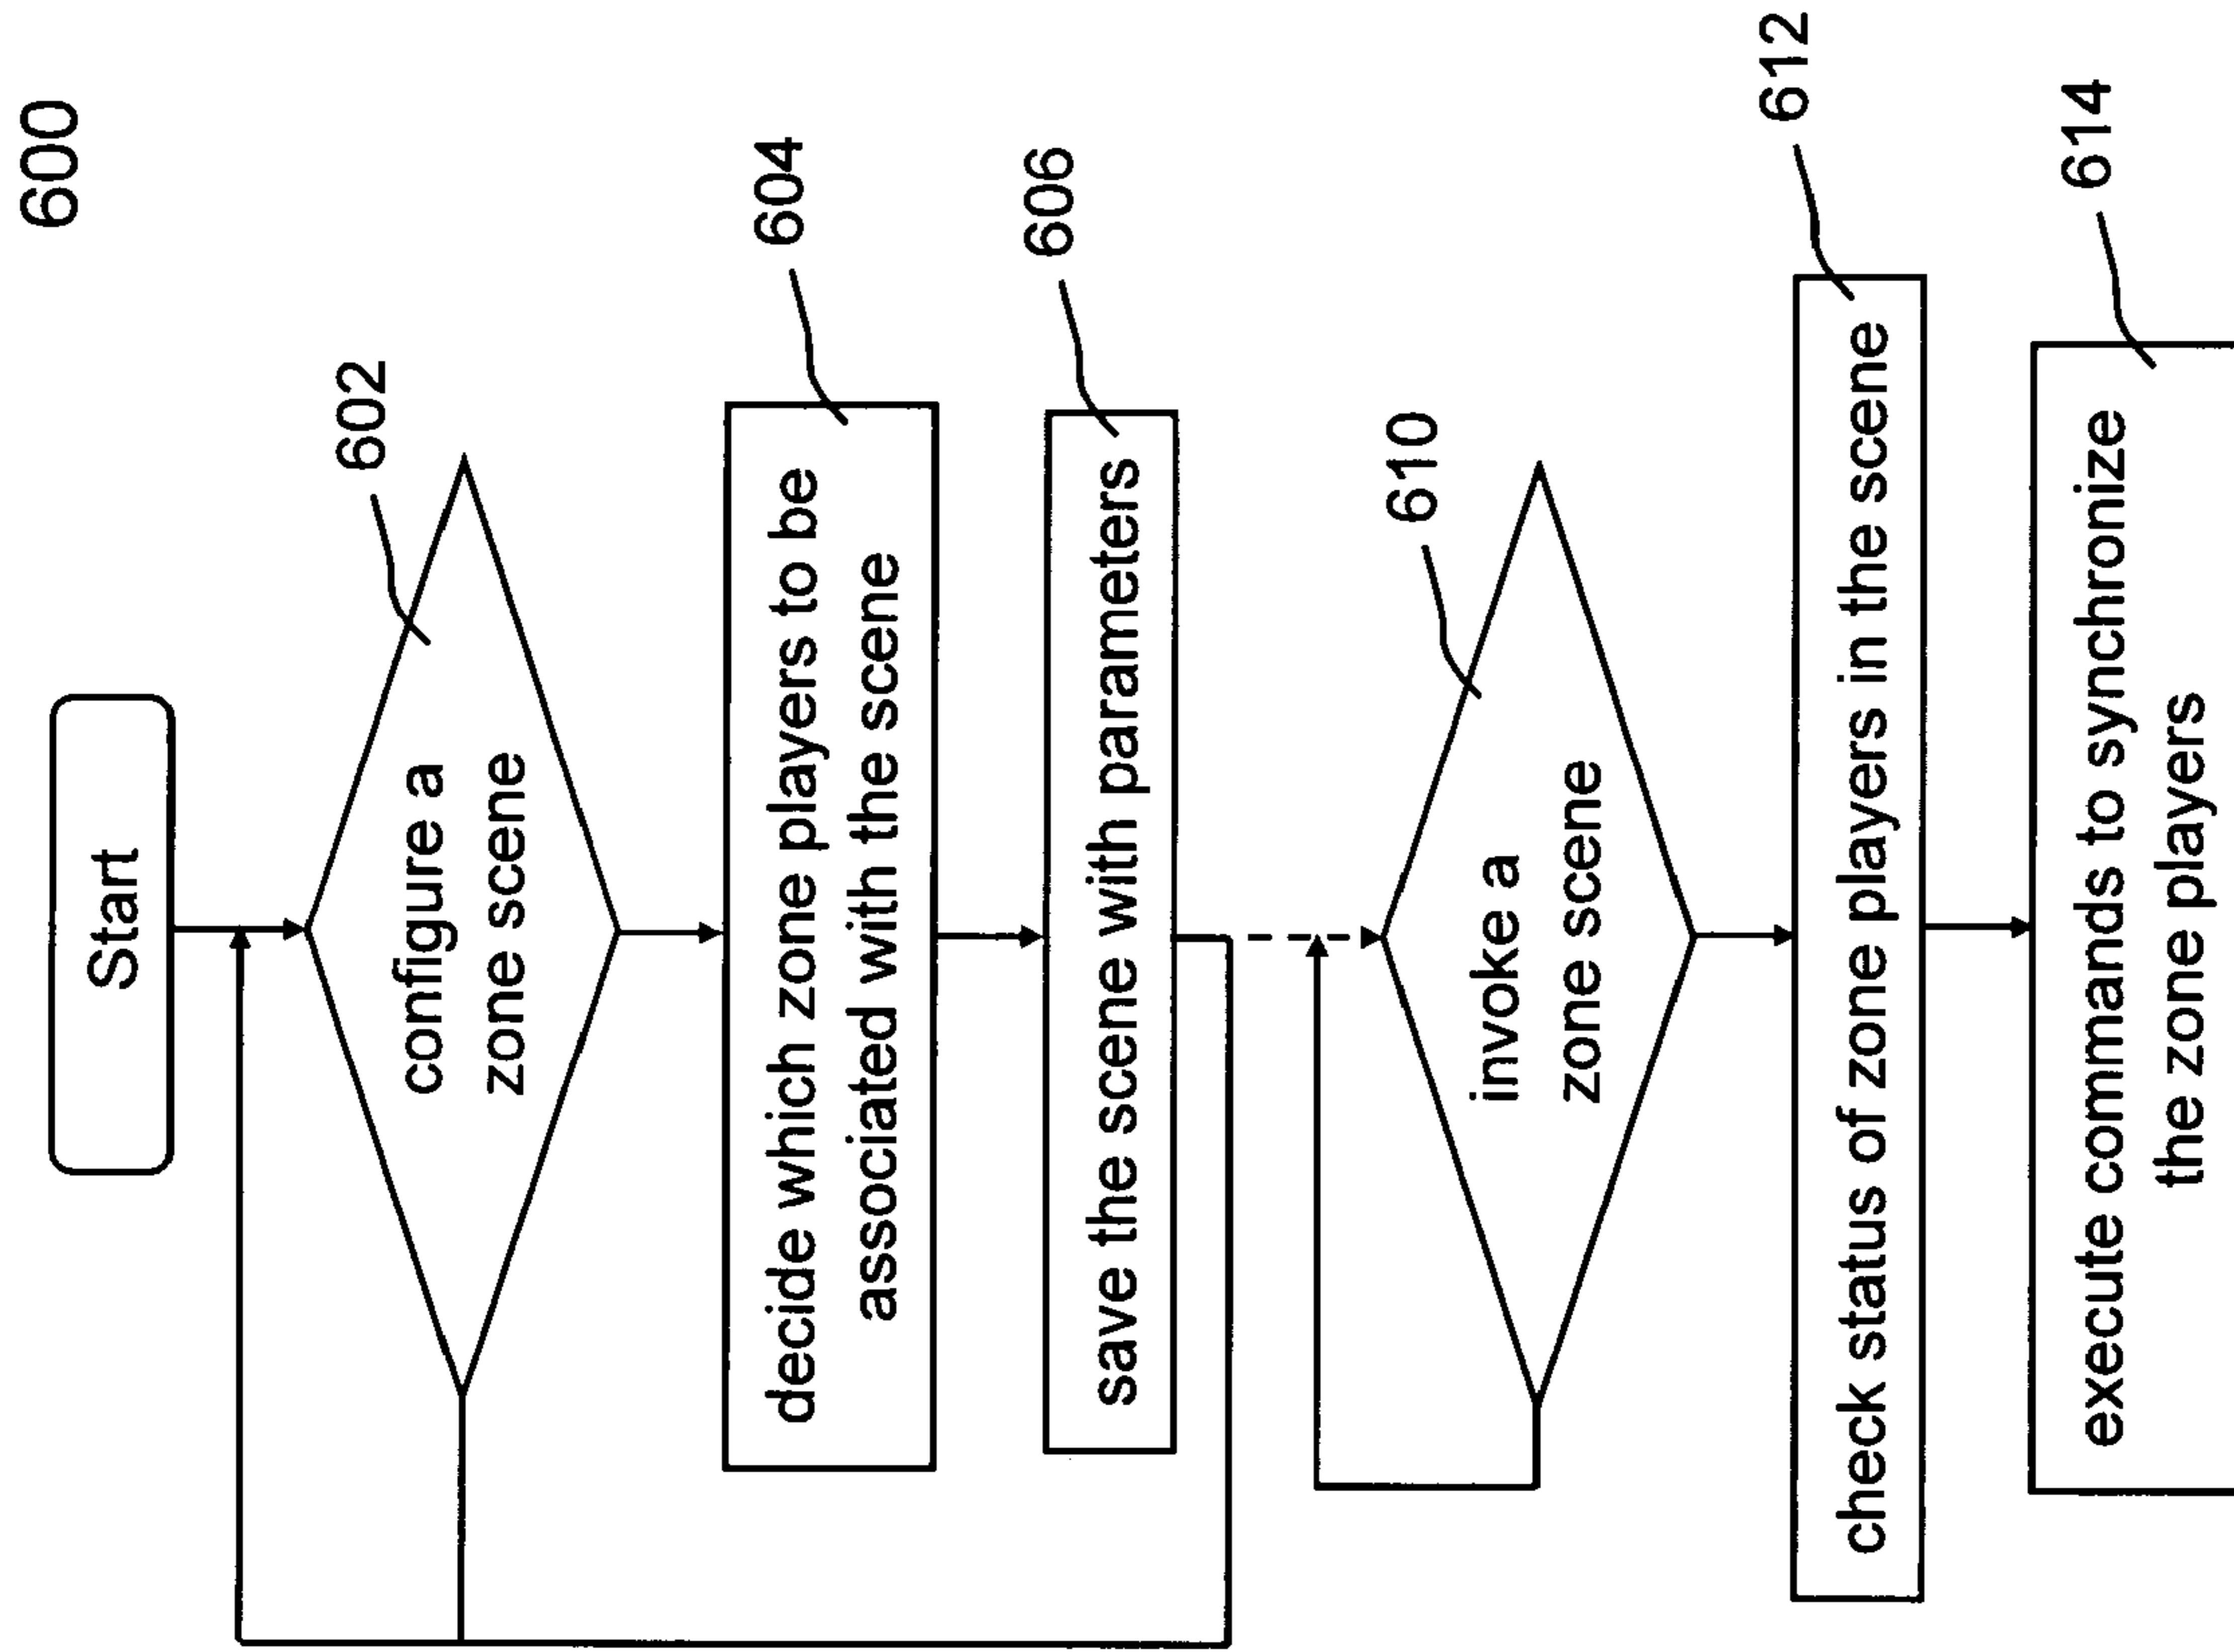 600
Start
602
configure a
zone scene
604
decide which zone players to be
associated with the scene
606
save the scene with parameters
610
invoke a
zone scene
612
check status of zone players in the scene
614
execute commands to synchronize
the zone players